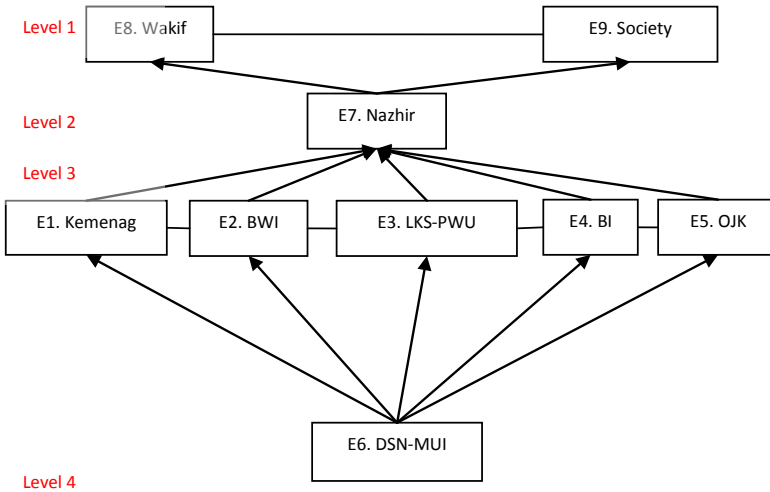 Level 1
E8. Wakif
E9. Society
Level 2
E7. Nazhir
Level 3
E1. Kemenag
E2. BWI
E3. LKS-PWU
E4. BI
E5. OJK
E6. DSN-MUI
Level 4